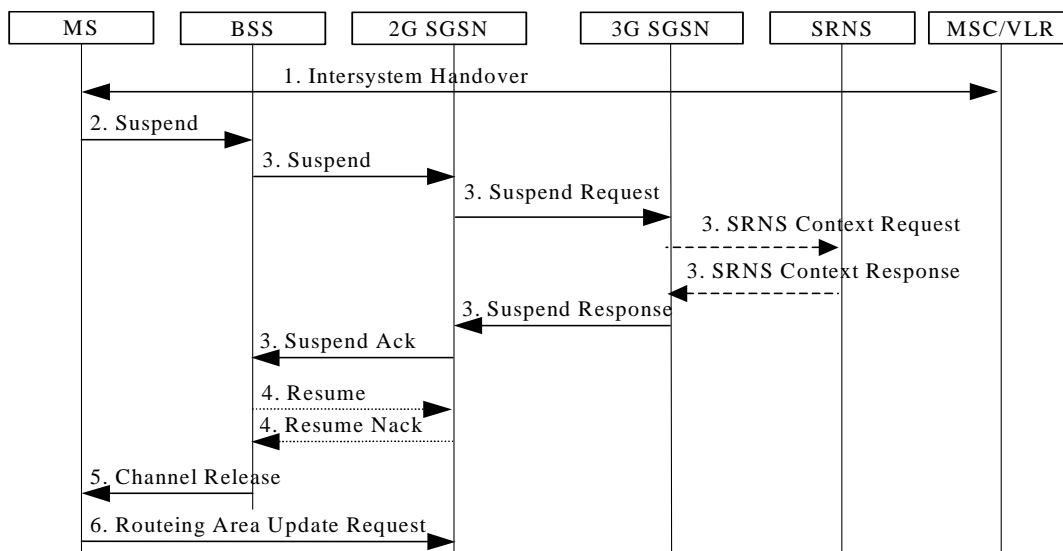 MS
BSS
2G SGSN
3G SGSN
SRNS
MSC/VLR
1. Intersystem Handover
2. Suspend
3. Suspend
3. Suspend Request
3. SRNS Context Request
3. SRNS Context Response
3. Suspend Response
3. Suspend Ack
4. Resume
4. Resume Nack
5. Channel Release
6. Routeing Area Update Request